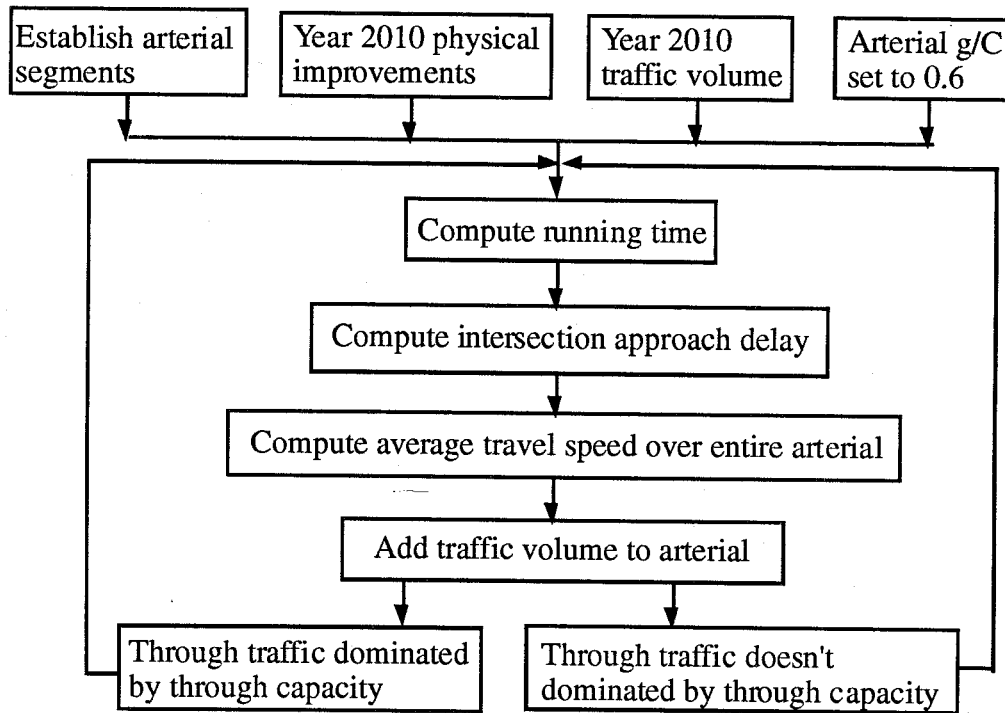 Establish arterial
segments
Year 2010 physical
improvements
Year 2010
traffic volume
Arterial g/C
set to 0.6
Compute running time
Compute intersection approach delay
Compute average travel speed over entire arterial
Add traffic volume to arterial
Through traffic dominated
by through capacity
Through traffic doesn't
dominated by through capacity